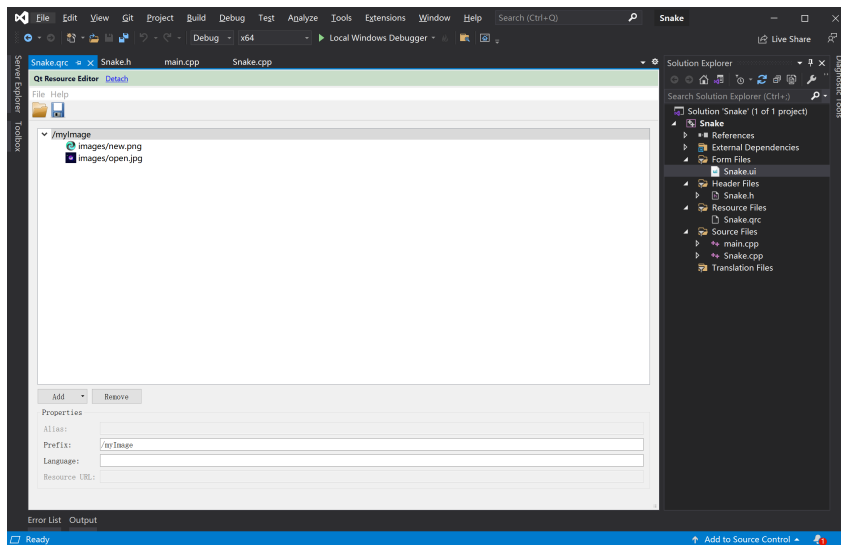 File Edit View Git Project Build Debug Test Analyze Tools Extensions Window Help Search (Ctrl+Q) Snake
Debug x64 Local Windows Debugger Live Share
Server Explorer
Toolbox
Snake.qrc Snake.h main.cpp Snake.cpp
Qt Resource Editor Detach
File Help
/myImage
images/new.png
images/open.jpg
Add Remove
Properties
Alias:
Prefix: /myImage
Language:
Resource URL:
Solution Explorer
Search Solution Explorer (Ctrl+;)
Solution 'Snake' (1 of 1 project)
Snake
References
External Dependencies
Form Files
Snake.ui
Header Files
Snake.h
Resource Files
Snake.qrc
Source Files
main.cpp
Snake.cpp
Translation Files
Diagnostic Tools
Error List Output
Ready Add to Source Control 1